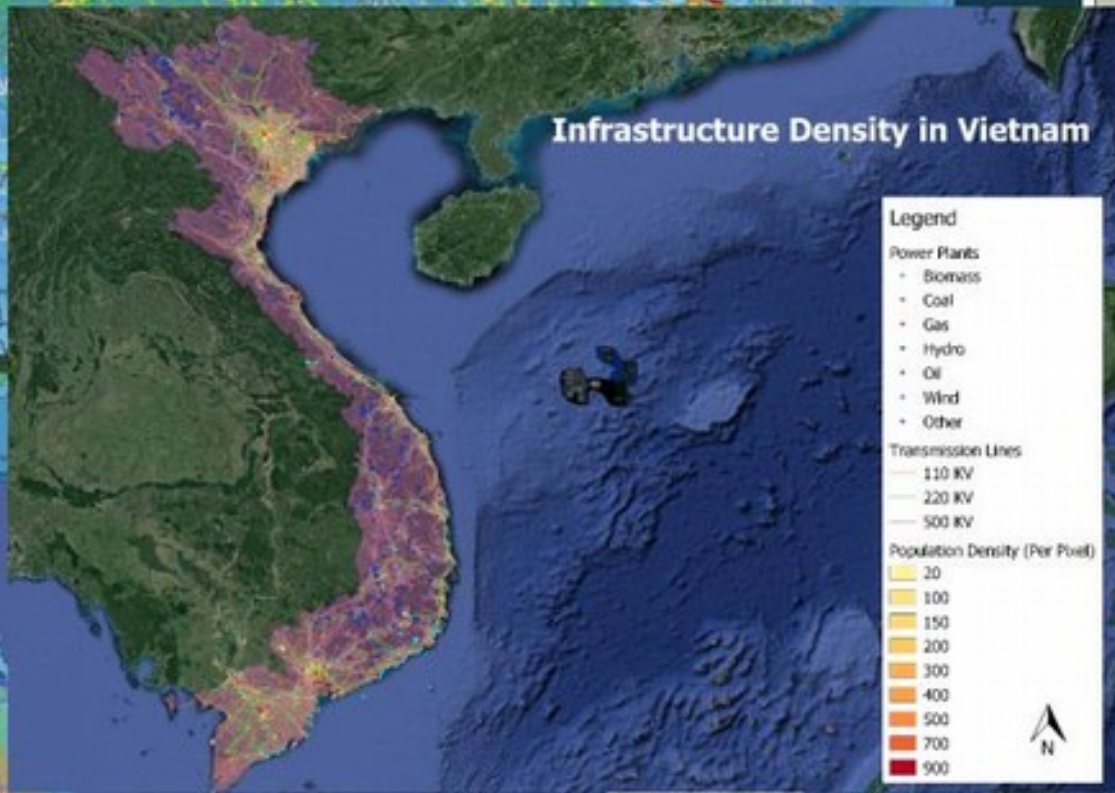 Infrastructure Density in Vietnam
Legend
Power Plants
Biomass
Coal
Gas
Hydro
Oil
Wind
Other
Transmission Lines
110 KV
220 KV
500 KV
Population Density (Per Pixel)
20
100
150
200
300
400
500
700
900
N